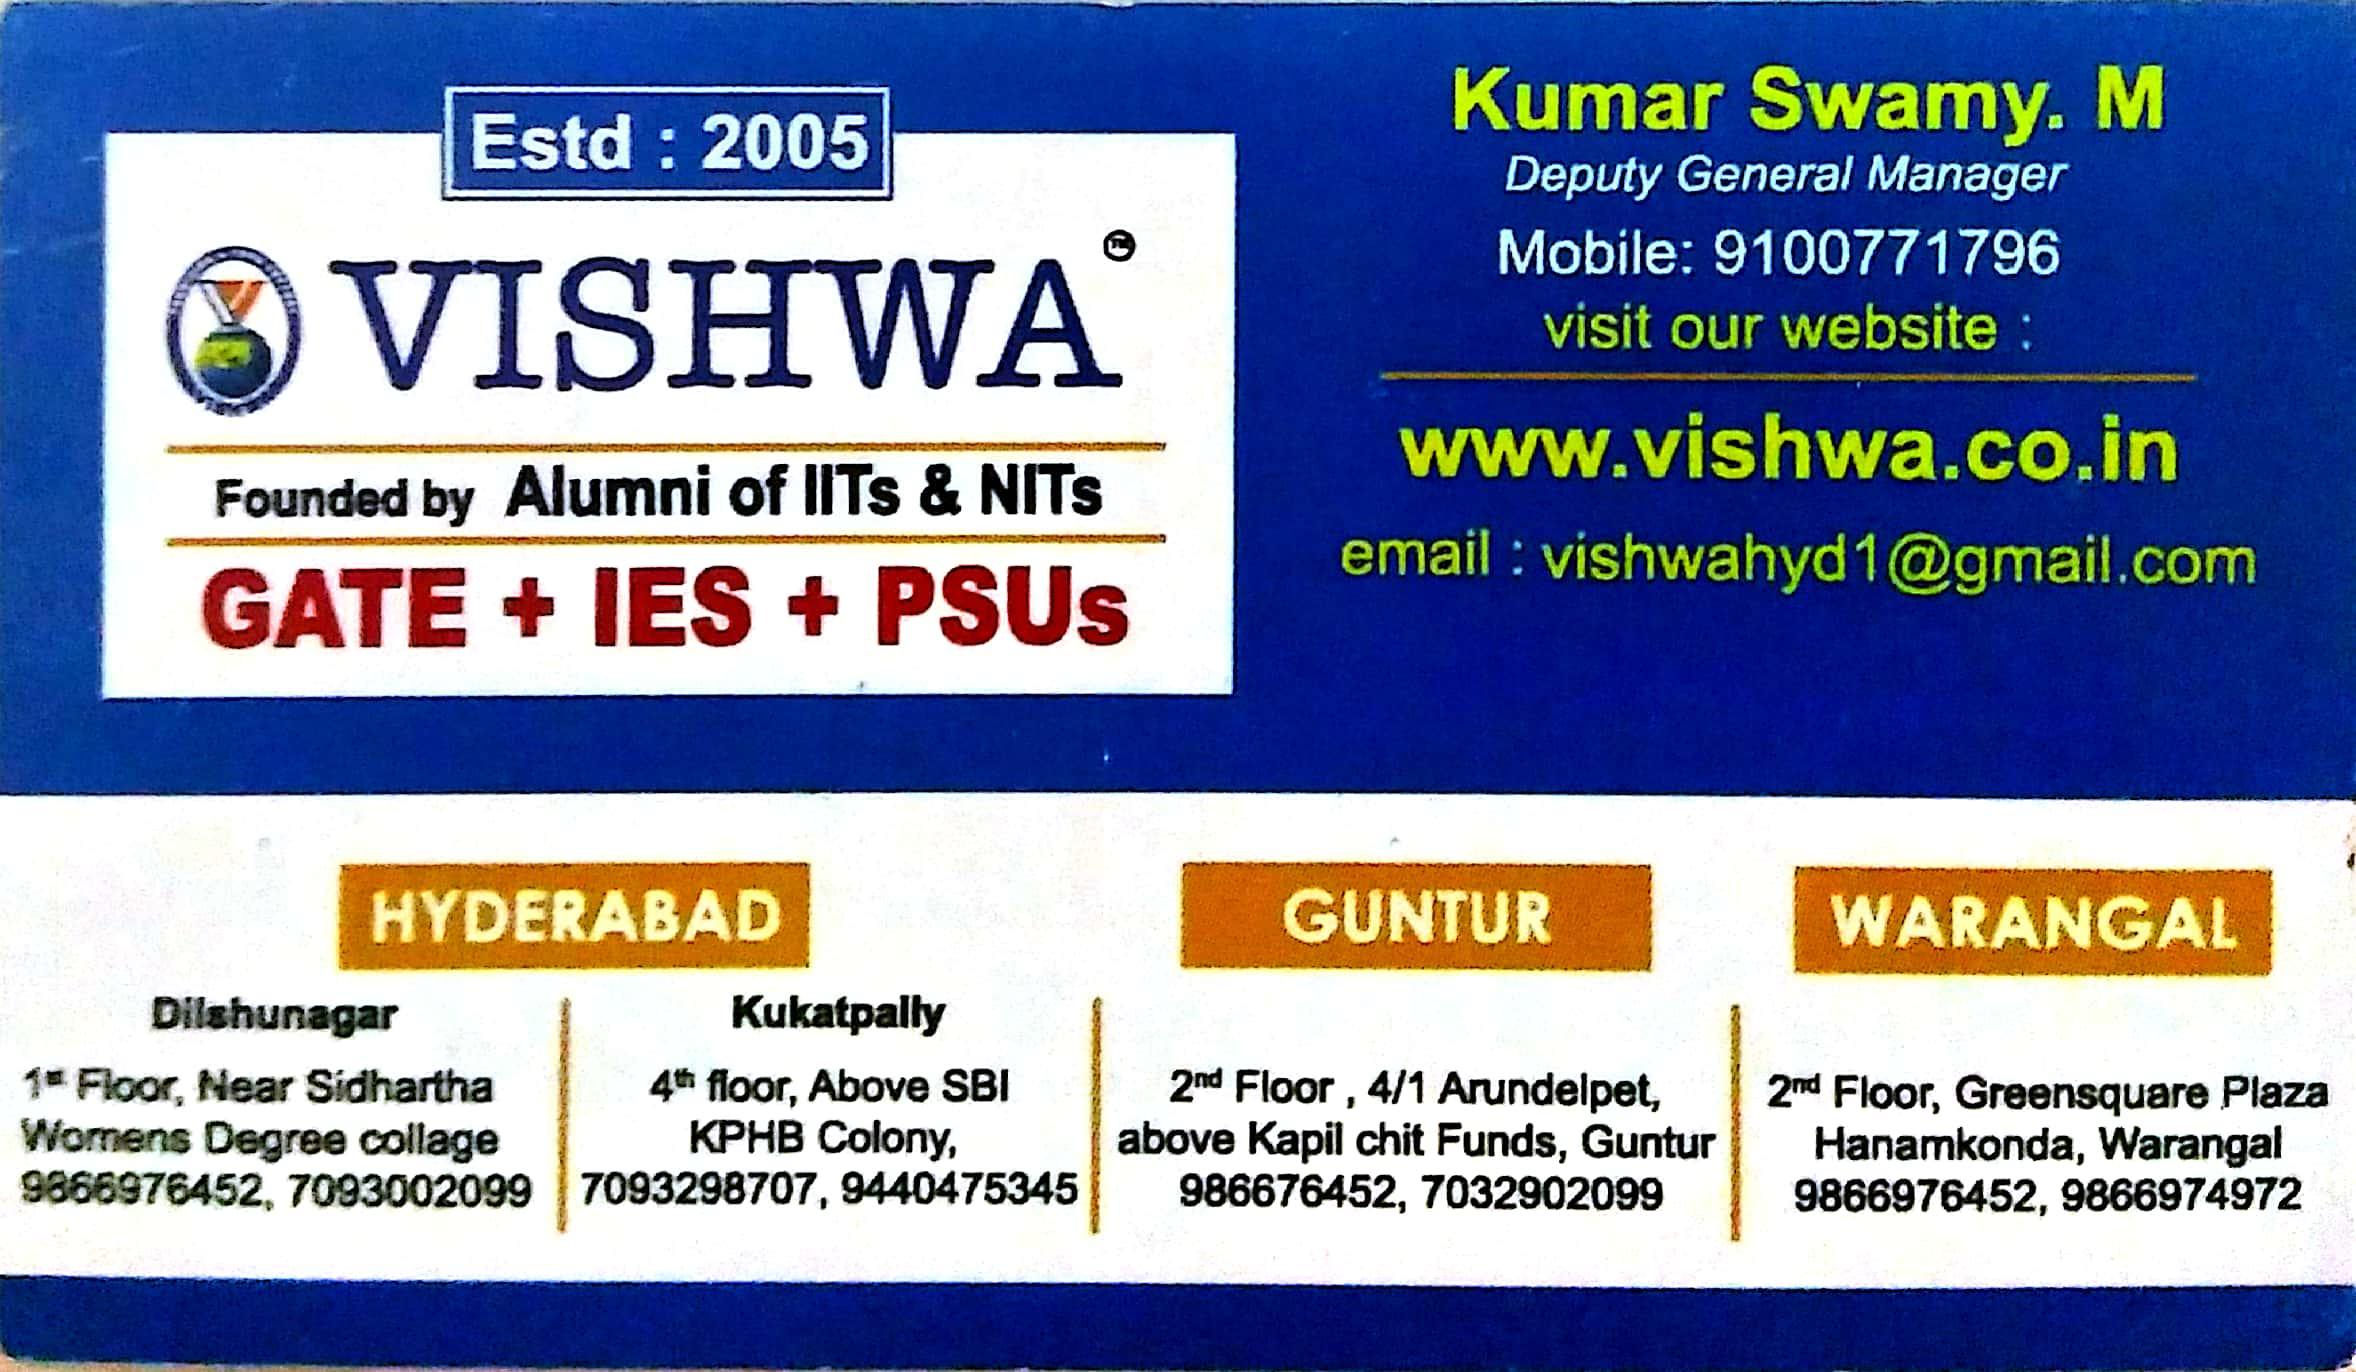 Estd : 2005
VISHWA™
Founded by Alumni of IITs & NITs
GATE + IES + PSUs
Kumar Swamy. M
Deputy General Manager
Mobile: 9100771796
visit our website :
www.vishwa.co.in
email : vishwahyd1@gmail.com
HYDERABAD
Dilshunagar
1st Floor, Near Sidhartha
Womens Degree collage
9866976452, 7093002099
Kukatpally
4th floor, Above SBI
KPHB Colony,
7093298707, 9440475345
GUNTUR
2nd Floor , 4/1 Arundelpet,
above Kapil chit Funds, Guntur
986676452, 7032902099
WARANGAL
2nd Floor, Greensquare Plaza
Hanamkonda, Warangal
9866976452, 9866974972